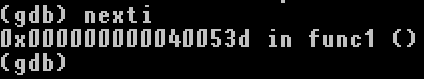 (gdb) nexti
0x000000000040053d in func1 ()
(gdb)